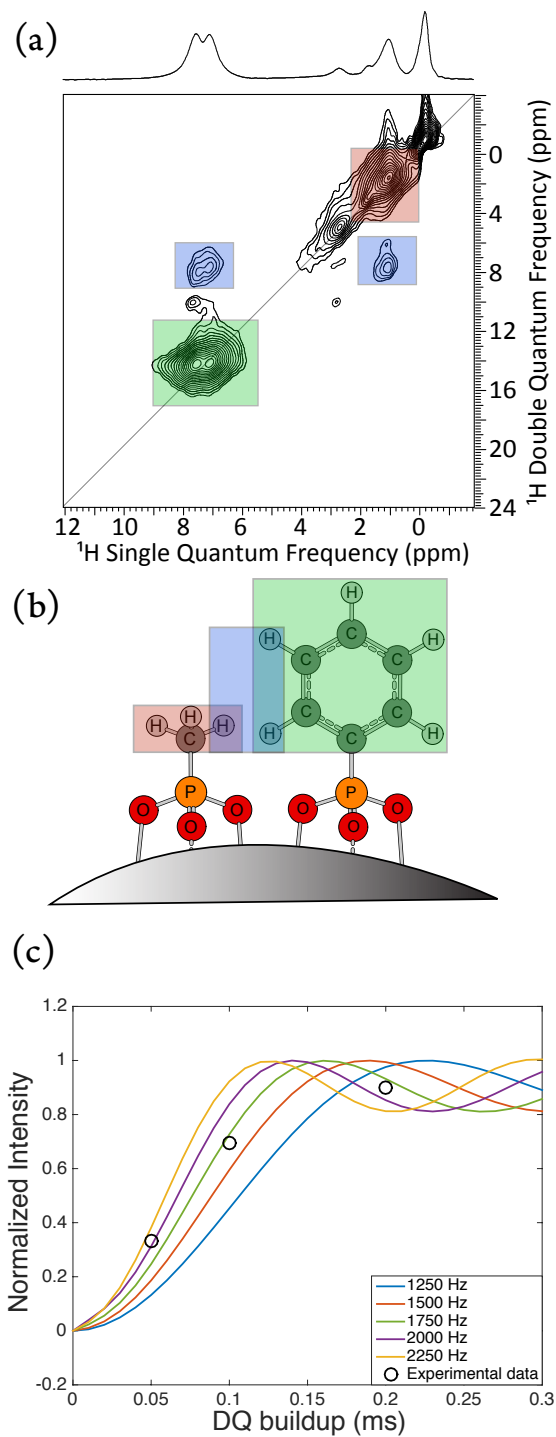 (a)
0
4
8
12
16
20
24
¹H Double Quantum Frequency (ppm)
12 10 8 6 4 2 0
¹H Single Quantum Frequency (ppm)
(b)
H
H C C H
C C
H H H H C C H
C C
P P
O O O O O O
(c)
1.2
1
0.8
0.6
0.4
0.2
0
-0.2
Normalized Intensity
0 0.05 0.1 0.15 0.2 0.25 0.3
DQ buildup (ms)
1250 Hz
1500 Hz
1750 Hz
2000 Hz
2250 Hz
Experimental data